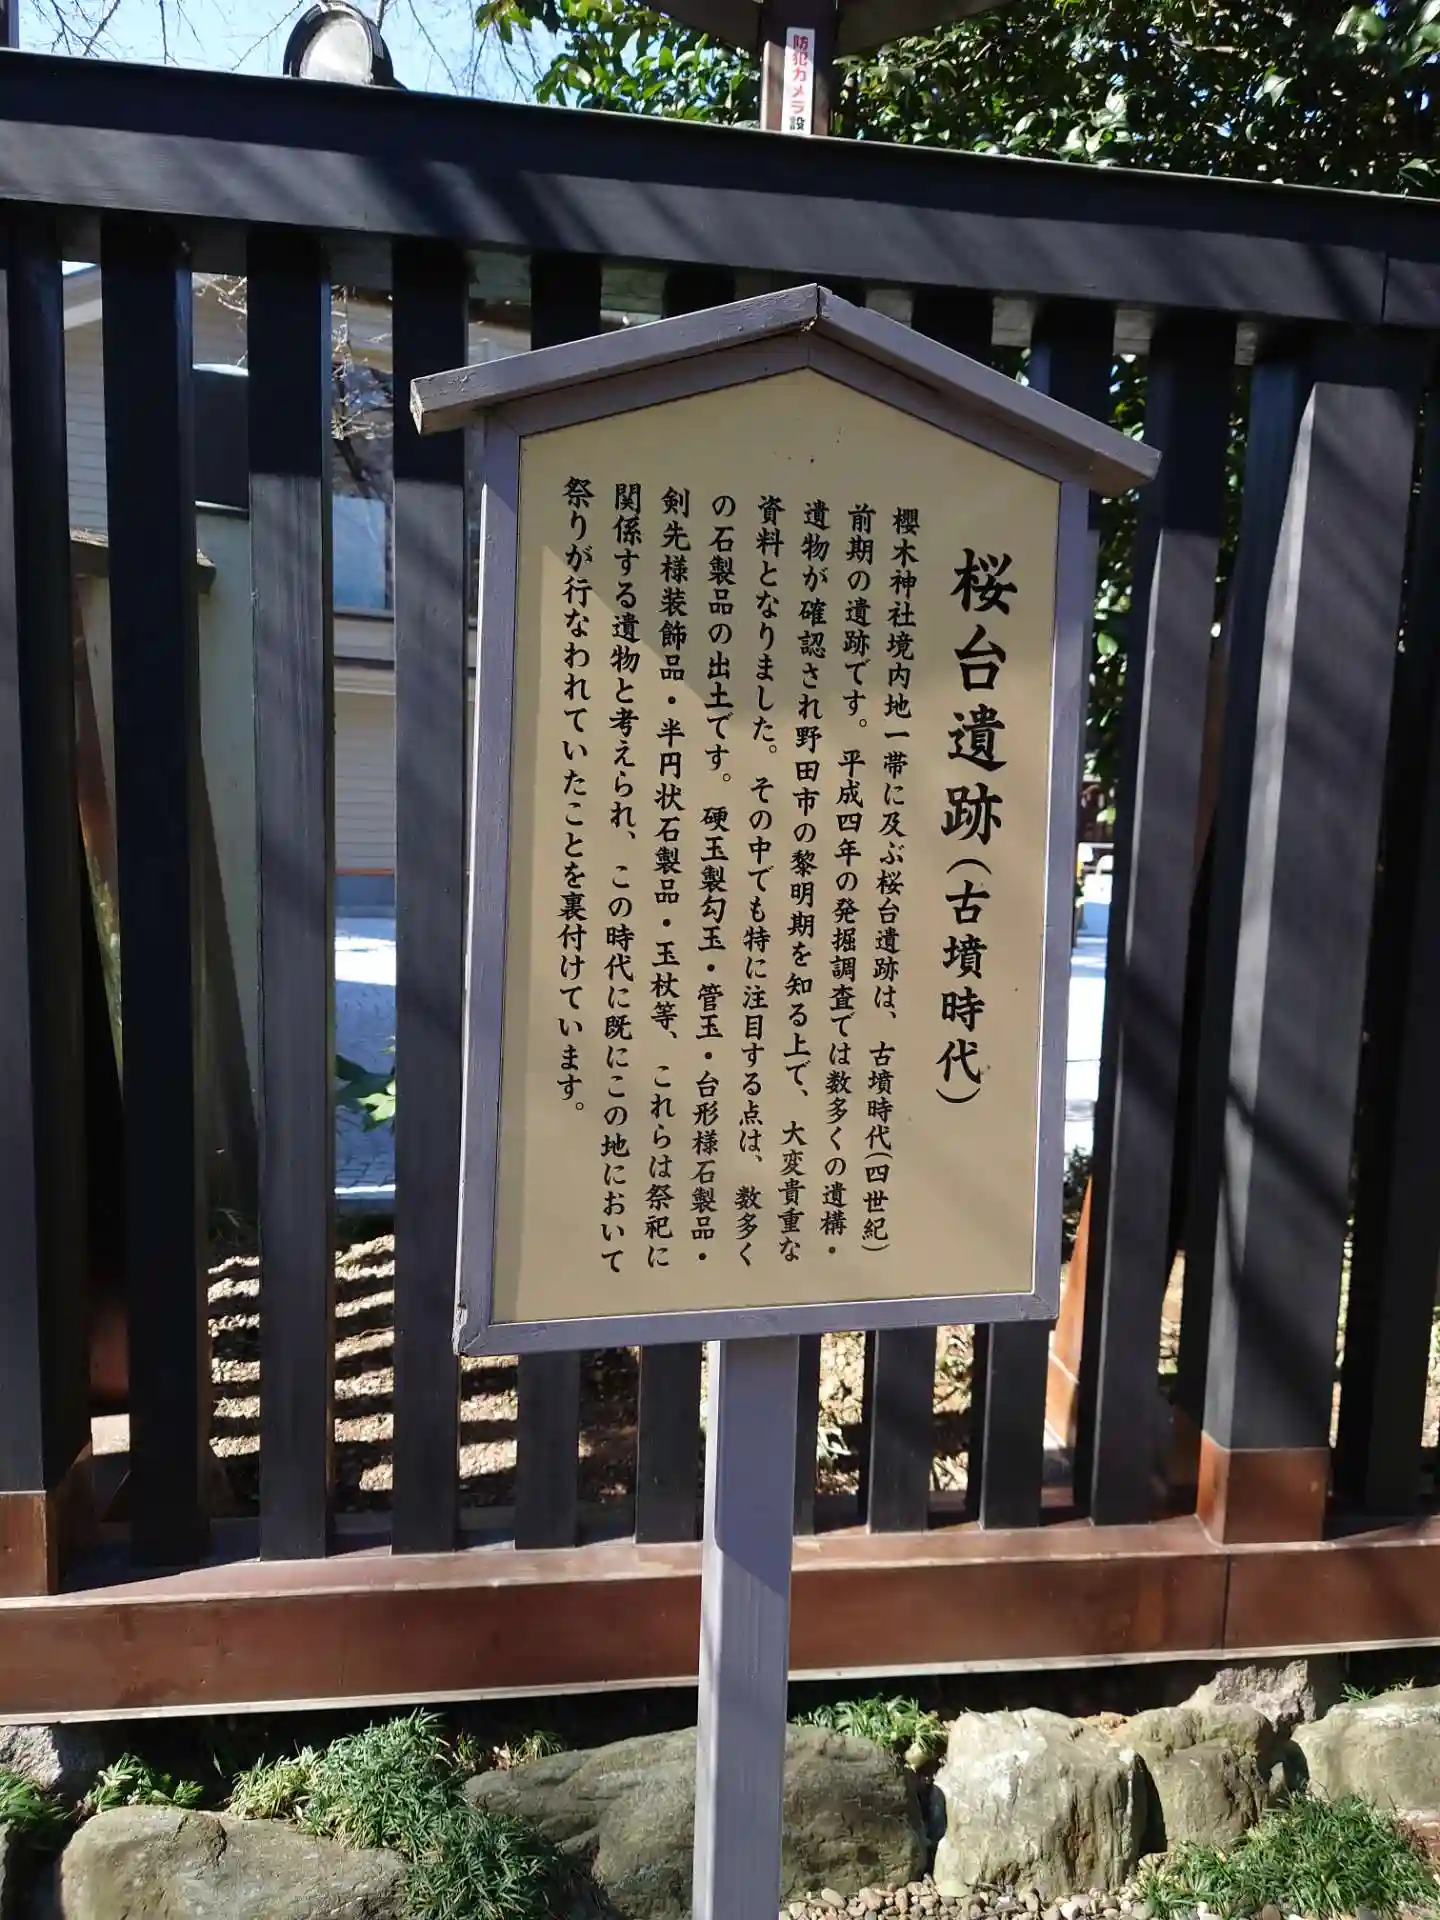 防犯カメラ設
桜台遺跡(古墳時代)
櫻木神社境内地一帯に及ぶ桜台遺跡は、古墳時代(四世紀)
前期の遺跡です。平成四年の発掘調査では数多くの遺構・
遺物が確認され野田市の黎明期を知る上で、大変貴重な
資料となりました。その中でも特に注目する点は、数多く
の石製品の出土です。硬玉製勾玉・管玉・台形様石製品・
剣先様装飾品・半円状石製品・玉杖等、これらは祭祀に
関係する遺物と考えられ、この時代に既にこの地において
祭りが行なわれていたことを裏付けています。